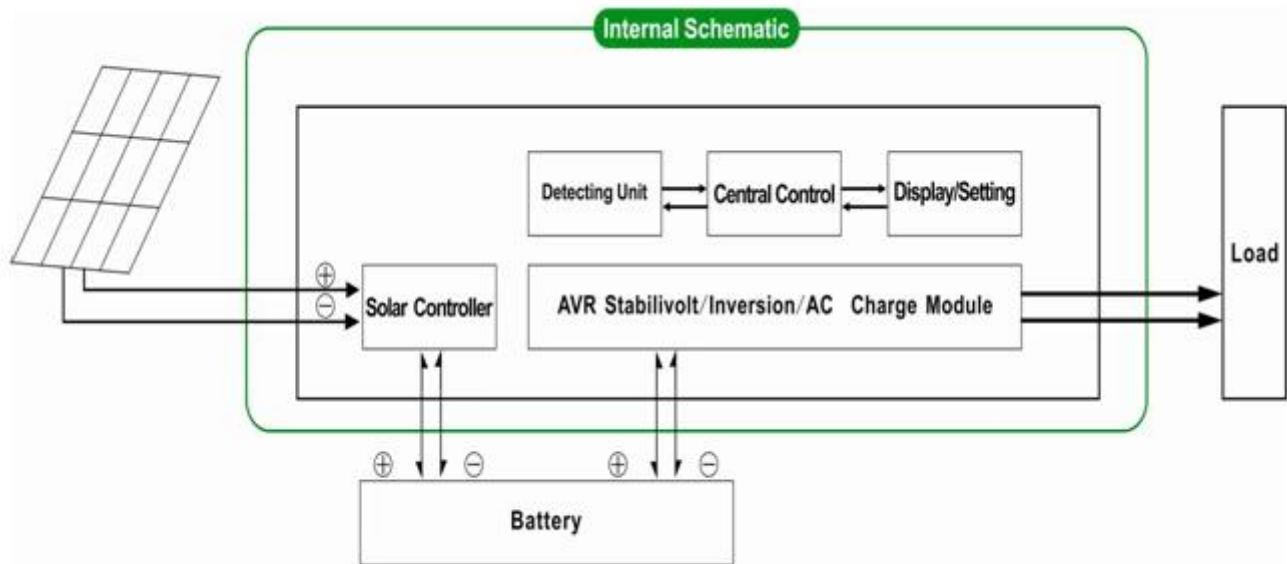 Internal Schematic
Detecting Unit
Central Control
Display/Setting
Load
⊕
⊖
Solar Controller
AVR Stabilivolt/Inversion/AC Charge Module
⊕ ⊖ ⊕ ⊖
Battery